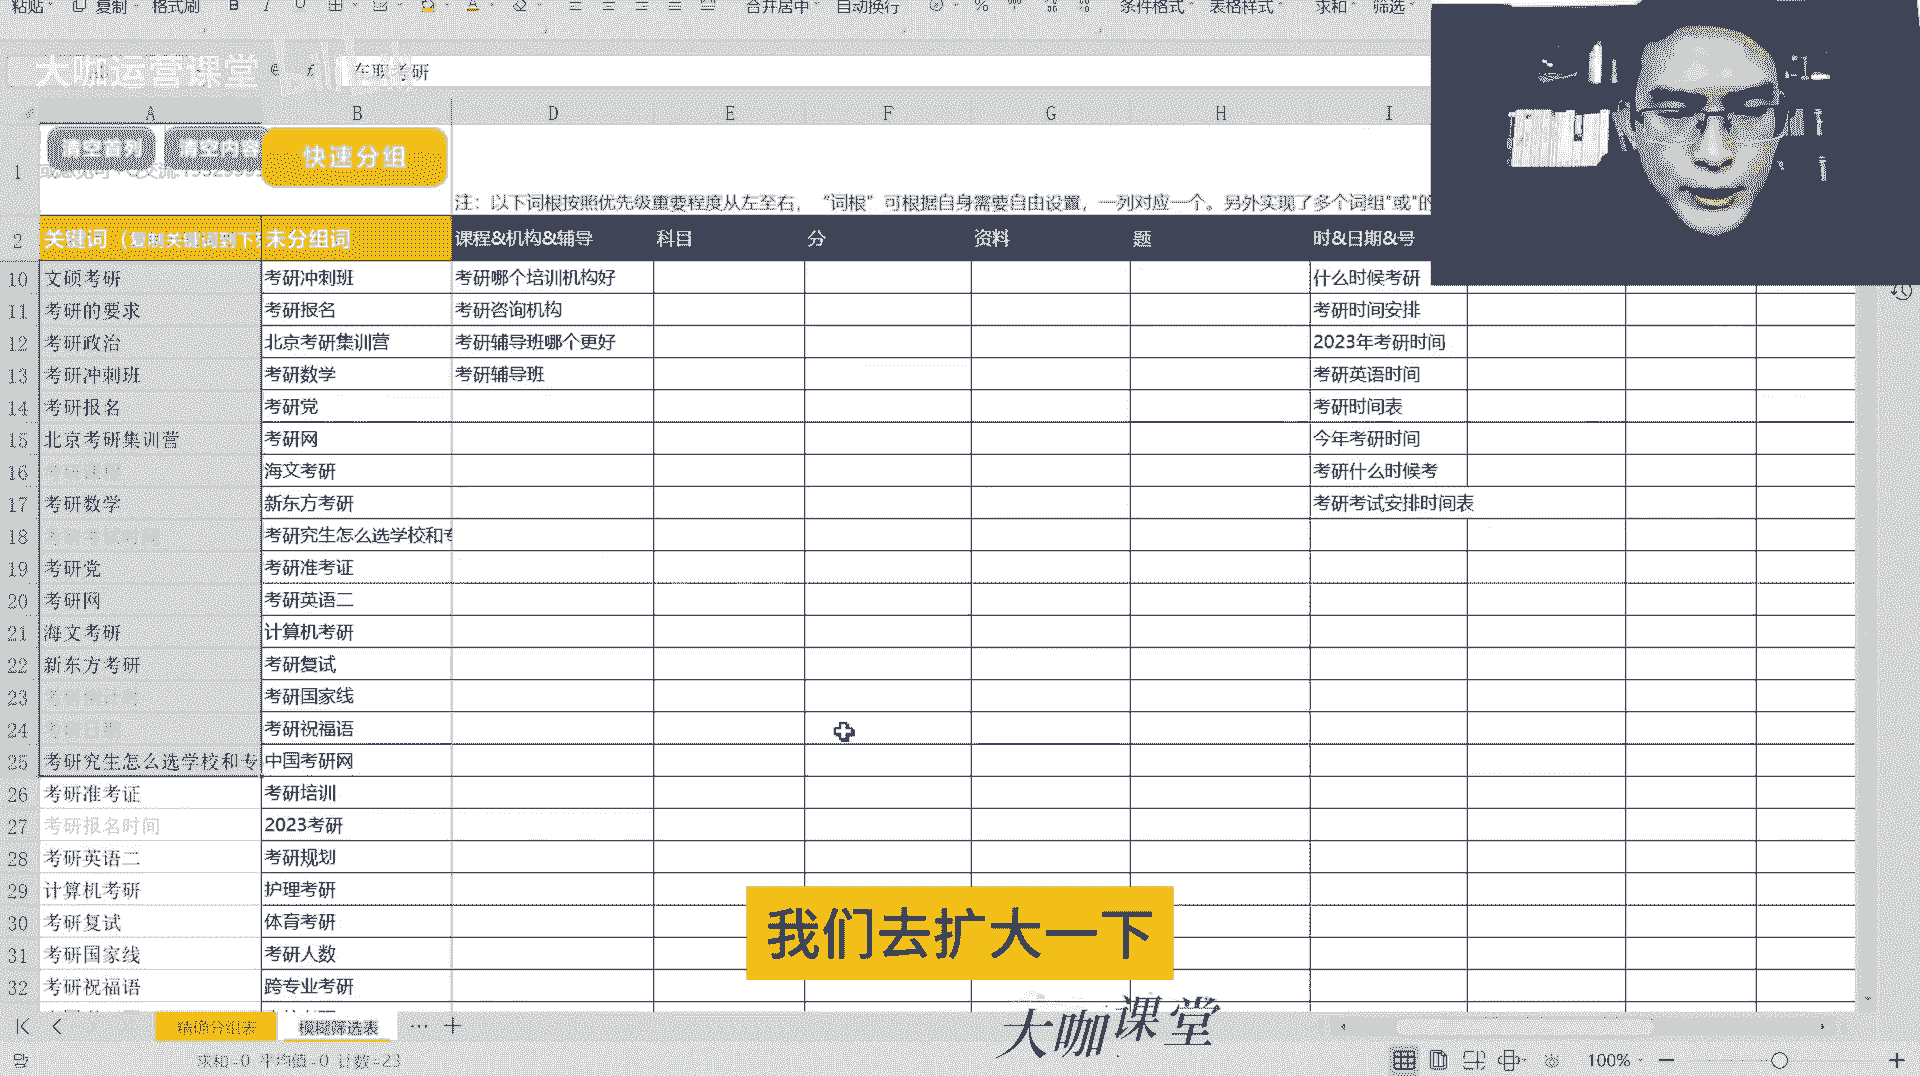 粘贴 复制 格式刷 B I U 合并居中 自动换行 % 条件格式 表格样式 求和 筛选
大咖运营课堂
在职考研
A B D E F G H I
清空首列 清空内容 快速分组
1
注：以下词根按照优先级重要程度从左至右，“词根”可根据自身需要自由设置，一列对应一个。另外实现了多个词组"或"的
2 关键词（复制关键词到下 未分组词 课程&机构&辅导 科目 分 资料 题 时&日期&号
10 文硕考研 考研冲刺班 考研哪个培训机构好 什么时候考研
11 考研的要求 考研报名 考研咨询机构 考研时间安排
12 考研政治 北京考研集训营 考研辅导班哪个更好 2023年考研时间
13 考研冲刺班 考研数学 考研辅导班 考研英语时间
14 考研报名 考研党 考研时间表
15 北京考研集训营 考研网 今年考研时间
16 海文考研 考研什么时候考
17 考研数学 新东方考研 考研考试安排时间表
18 考研究生怎么选学校和专
19 考研党 考研准考证
20 考研网 考研英语二
21 海文考研 计算机考研
22 新东方考研 考研复试
23 考研国家线
24 考研祝福语
25 考研究生怎么选学校和专 中国考研网
26 考研准考证 考研培训
27 考研报名时间 2023考研
28 考研英语二 考研规划
29 计算机考研 护理考研
30 考研复试 体育考研
31 考研国家线 考研人数
32 考研祝福语 跨专业考研
我们去扩大一下
大咖课堂
精确分组表 模糊筛选表 ··· +
求和=0 平均值=0 计数=23 100% − +